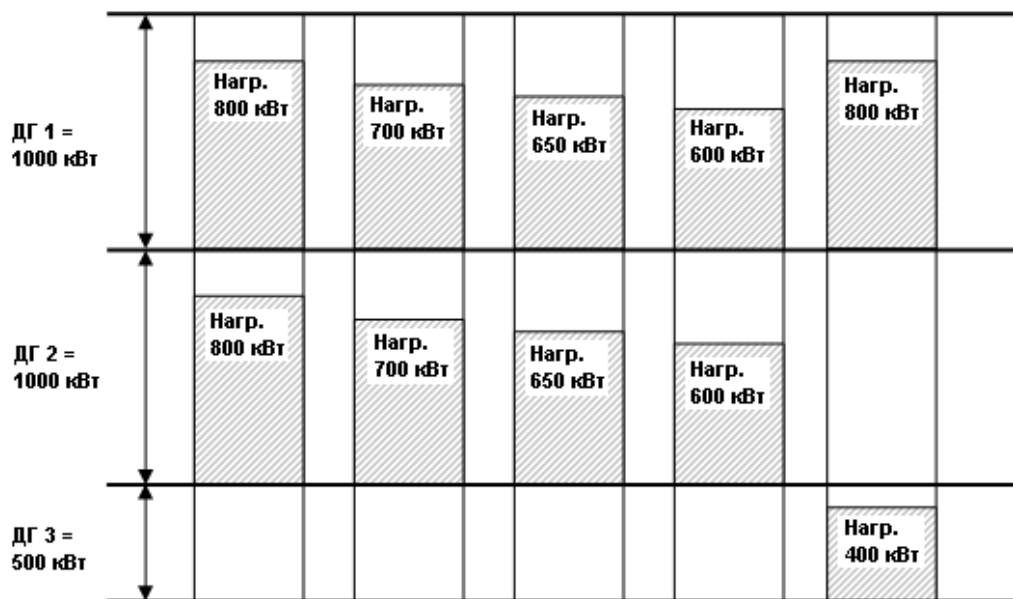 ДГ 1 =
1000 кВт
Нагр.
800 кВт
Нагр.
700 кВт
Нагр.
650 кВт
Нагр.
600 кВт
Нагр.
800 кВт
ДГ 2 =
1000 кВт
Нагр.
800 кВт
Нагр.
700 кВт
Нагр.
650 кВт
Нагр.
600 кВт
ДГ 3 =
500 кВт
Нагр.
400 кВт